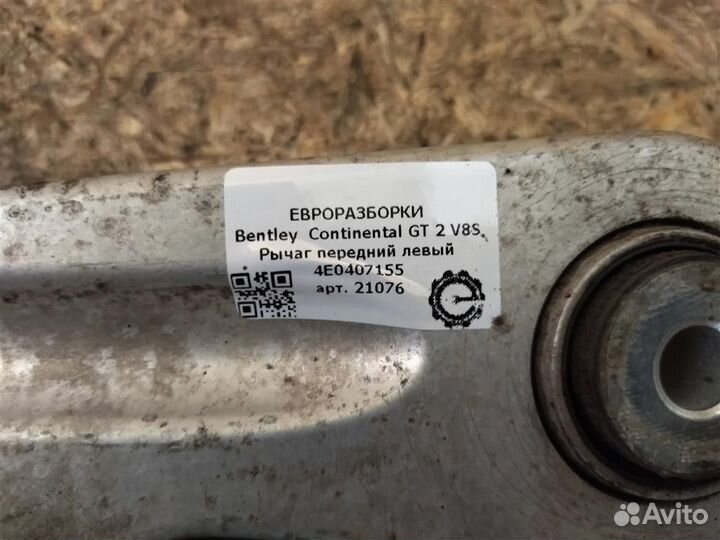 ЕВРОРАЗБОРКИ
Bentley Continental GT 2 V8S,
Рычаг передний левый
4E0407155
арт. 21076
Avito